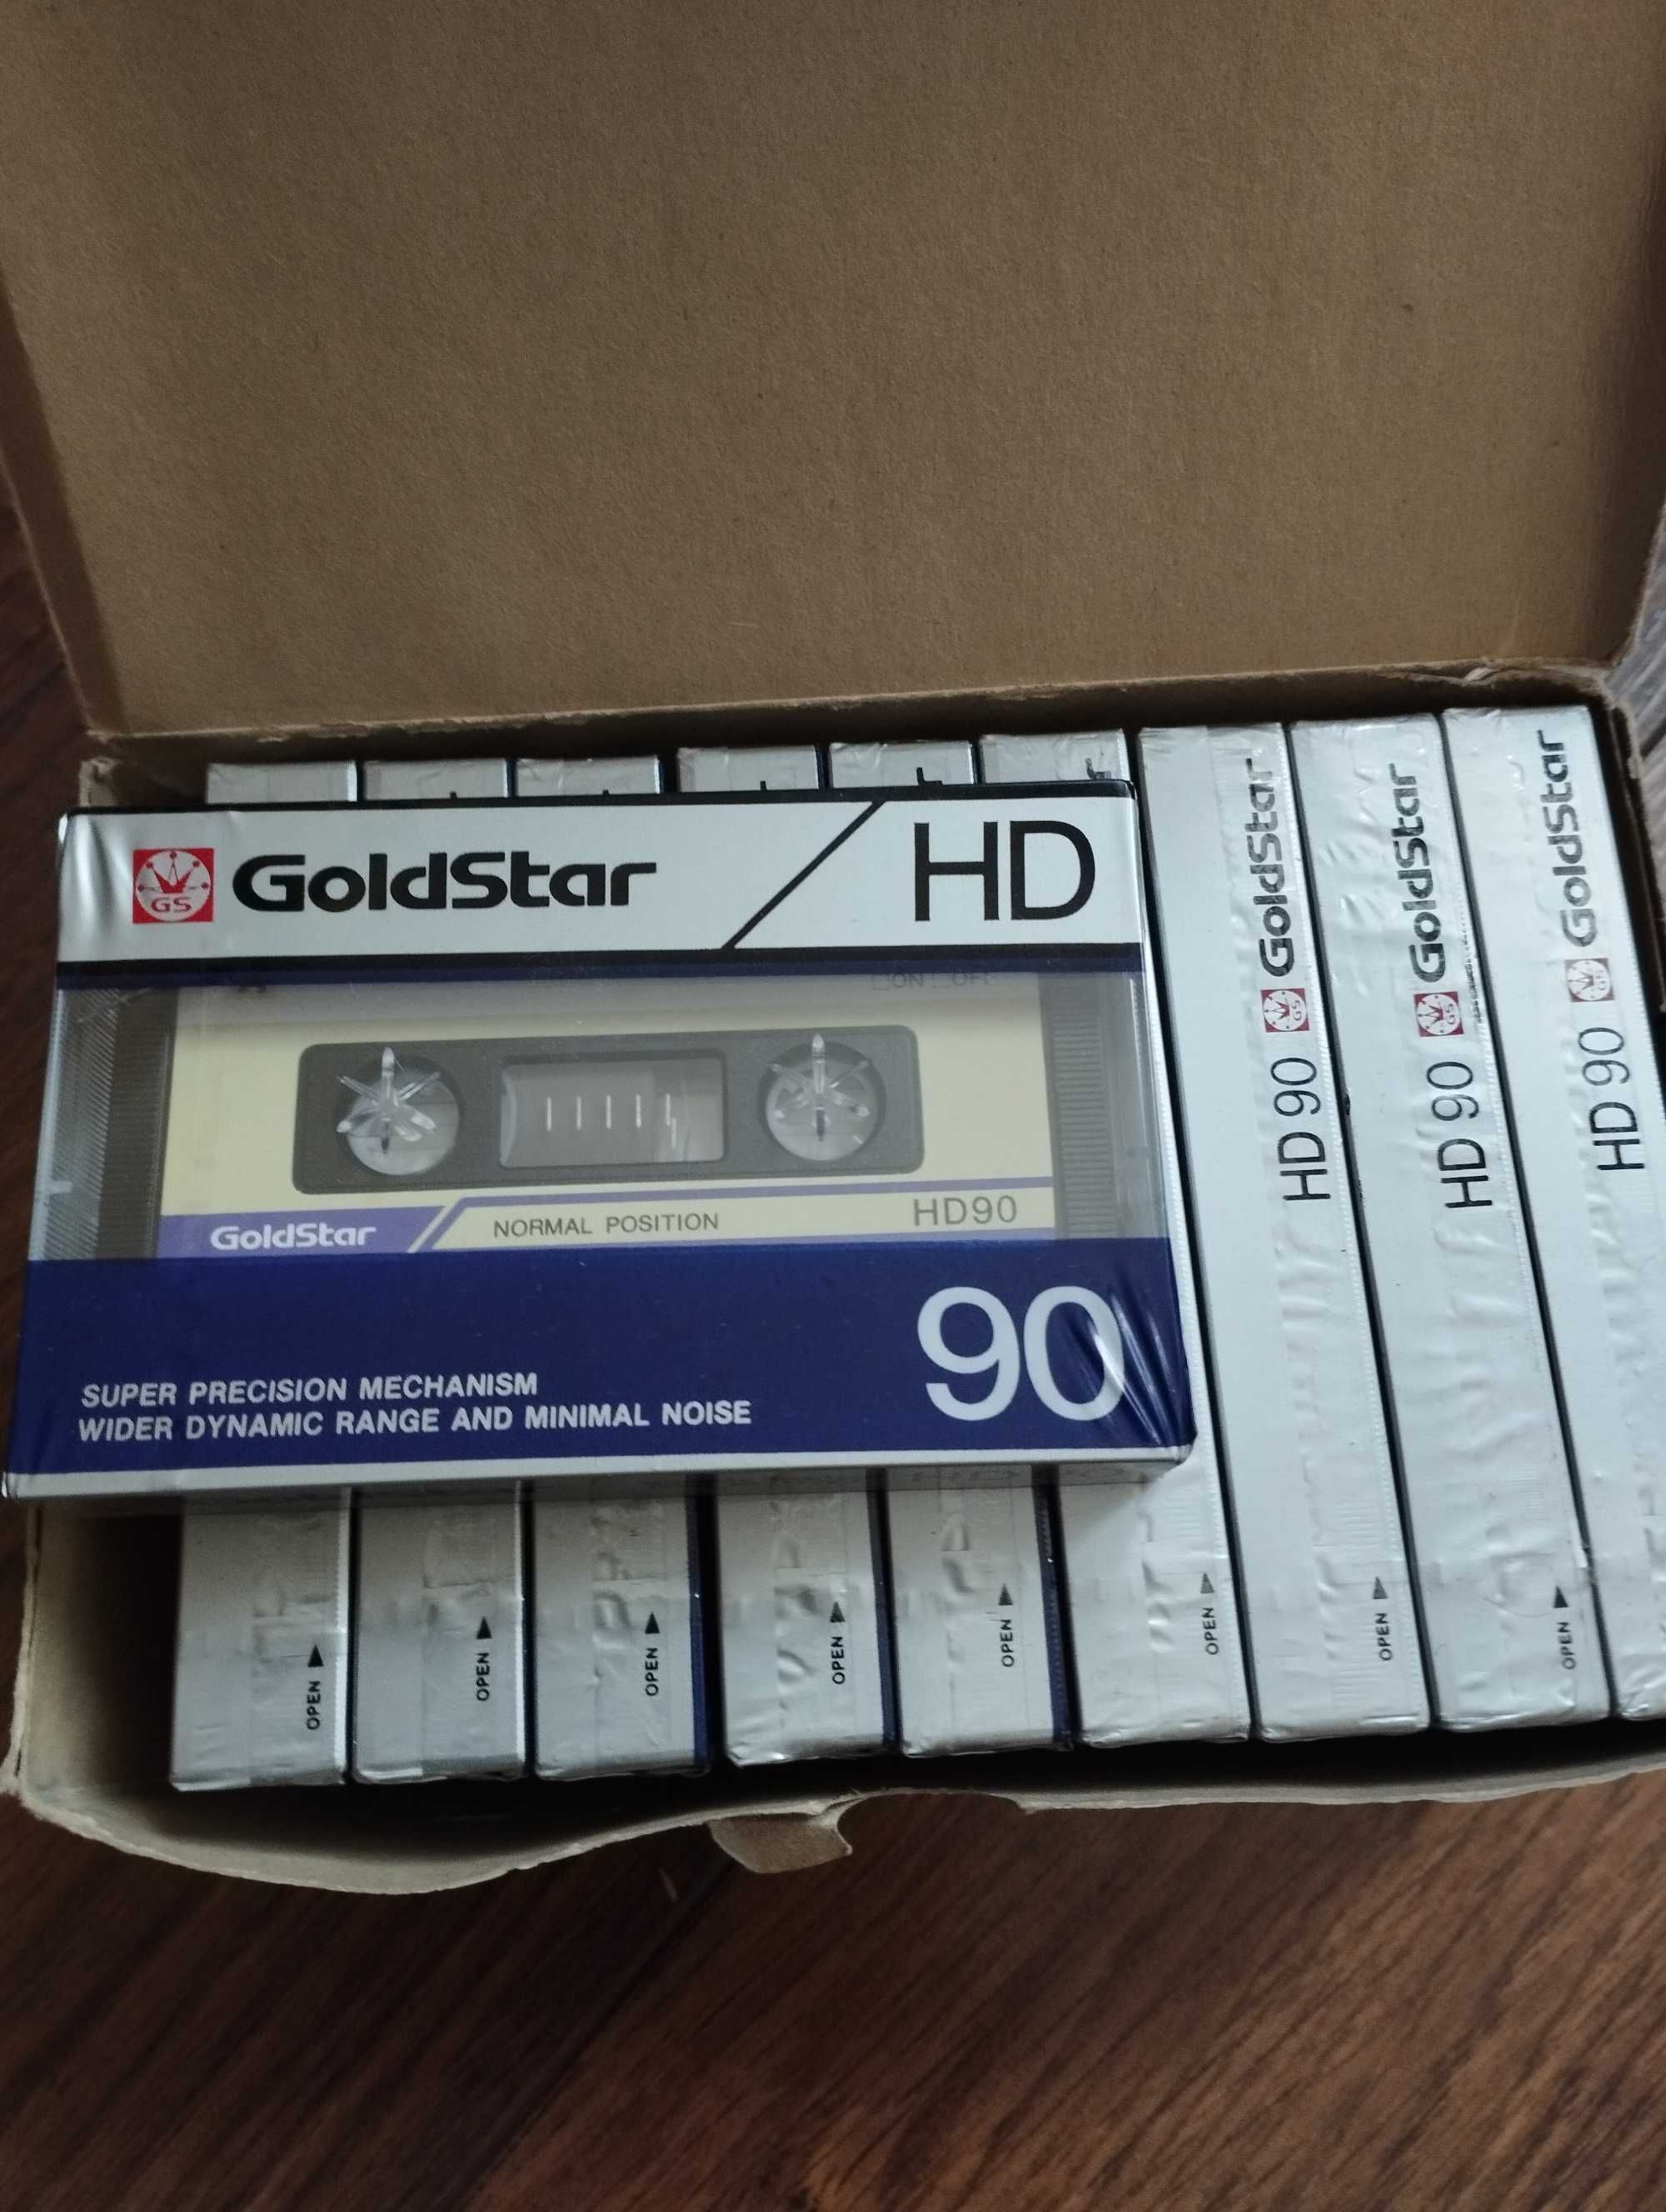 GS GoldStar HD
ON OFF
GoldStar NORMAL POSITION HD90
90
SUPER PRECISION MECHANISM
WIDER DYNAMIC RANGE AND MINIMAL NOISE
HD 90 GS GoldStar
HD 90 GS GoldStar
HD 90 GS GoldStar
OPEN
OPEN
OPEN
OPEN
OPEN
OPEN
OPEN
OPEN